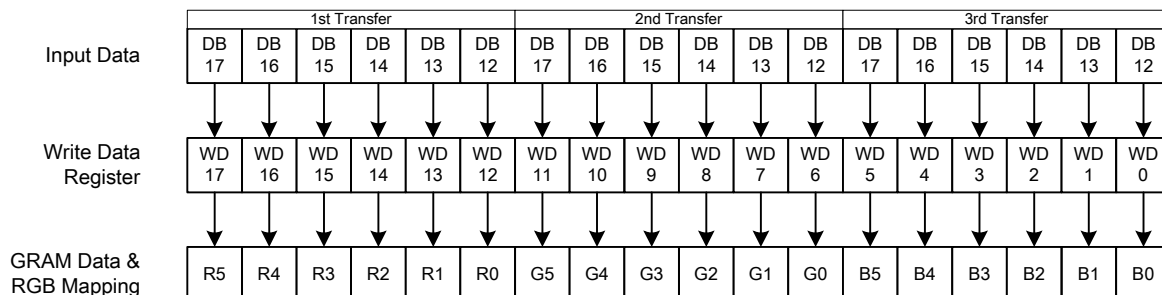 1st Transfer 2nd Transfer 3rd Transfer
Input Data DB 17 DB 16 DB 15 DB 14 DB 13 DB 12 DB 17 DB 16 DB 15 DB 14 DB 13 DB 12 DB 17 DB 16 DB 15 DB 14 DB 13 DB 12
Write Data Register WD 17 WD 16 WD 15 WD 14 WD 13 WD 12 WD 11 WD 10 WD 9 WD 8 WD 7 WD 6 WD 5 WD 4 WD 3 WD 2 WD 1 WD 0
GRAM Data & RGB Mapping R5 R4 R3 R2 R1 R0 G5 G4 G3 G2 G1 G0 B5 B4 B3 B2 B1 B0